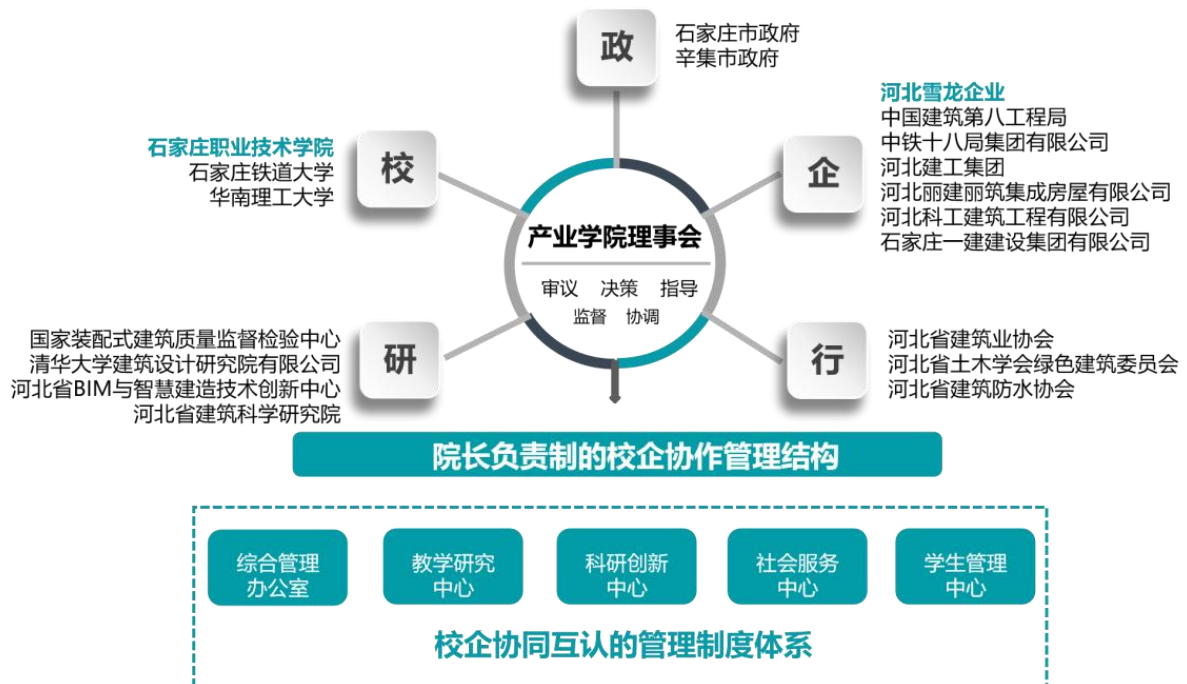 政
石家庄市政府
辛集市政府
校
石家庄职业技术学院
石家庄铁道大学
华南理工大学
企
河北雪龙企业
中国建筑第八工程局
中铁十八局集团有限公司
河北建工集团
河北丽建丽筑集成房屋有限公司
河北科工建筑工程有限公司
石家庄一建建设集团有限公司
产业学院理事会
审议 决策 指导
监督 协调
研
国家装配式建筑质量监督检验中心
清华大学建筑设计研究院有限公司
河北省BIM与智慧建造技术创新中心
河北省建筑科学研究院
行
河北省建筑业协会
河北省土木学会绿色建筑委员会
河北省建筑防水协会
院长负责制的校企协作管理结构
综合管理
办公室
教学研究
中心
科研创新
中心
社会服务
中心
学生管理
中心
校企协同互认的管理制度体系